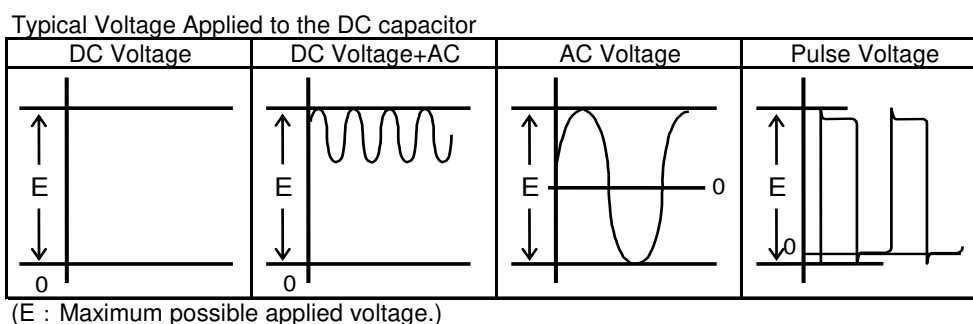 Typical Voltage Applied to the DC capacitor
DC Voltage DC Voltage+AC AC Voltage Pulse Voltage
E E E 0 E
0 0 0
(E：Maximum possible applied voltage.)